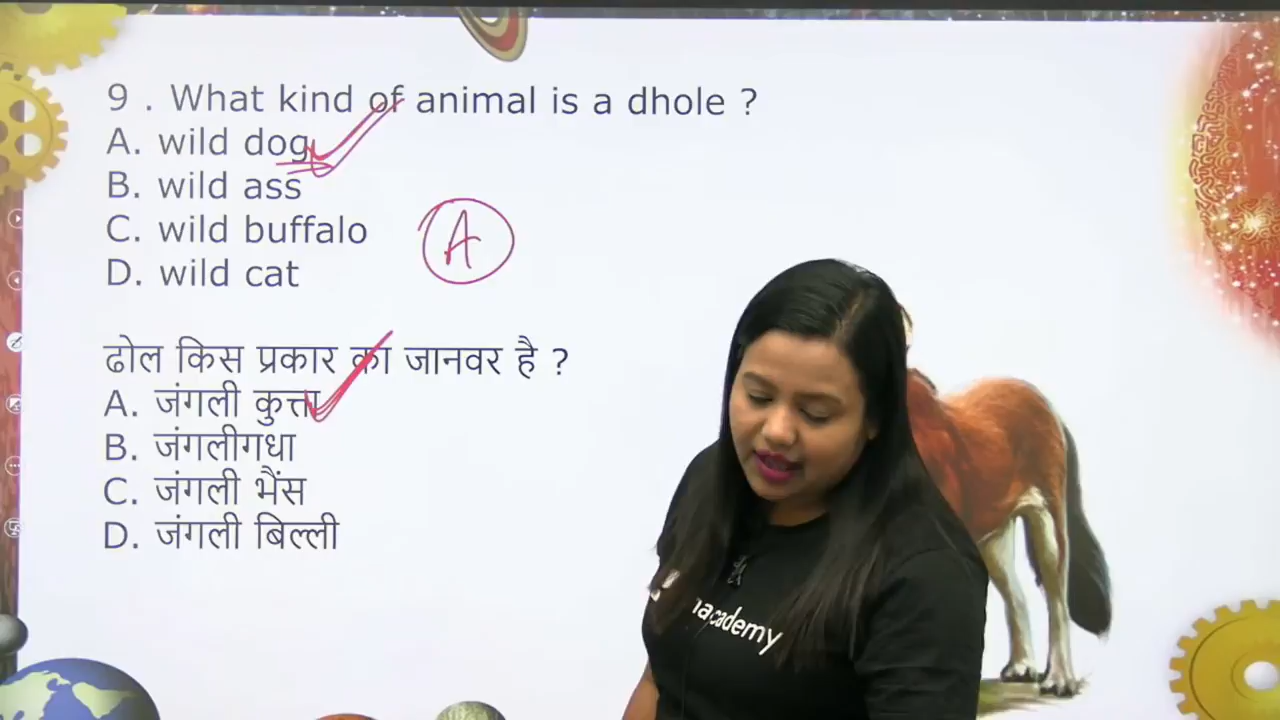 9 . What kind of animal is a dhole ?
A. wild dog
B. wild ass
C. wild buffalo
D. wild cat
A
ढोल किस प्रकार का जानवर है ?
A. जंगली कुत्ता
B. जंगलीगधा
C. जंगली भैंस
D. जंगली बिल्ली